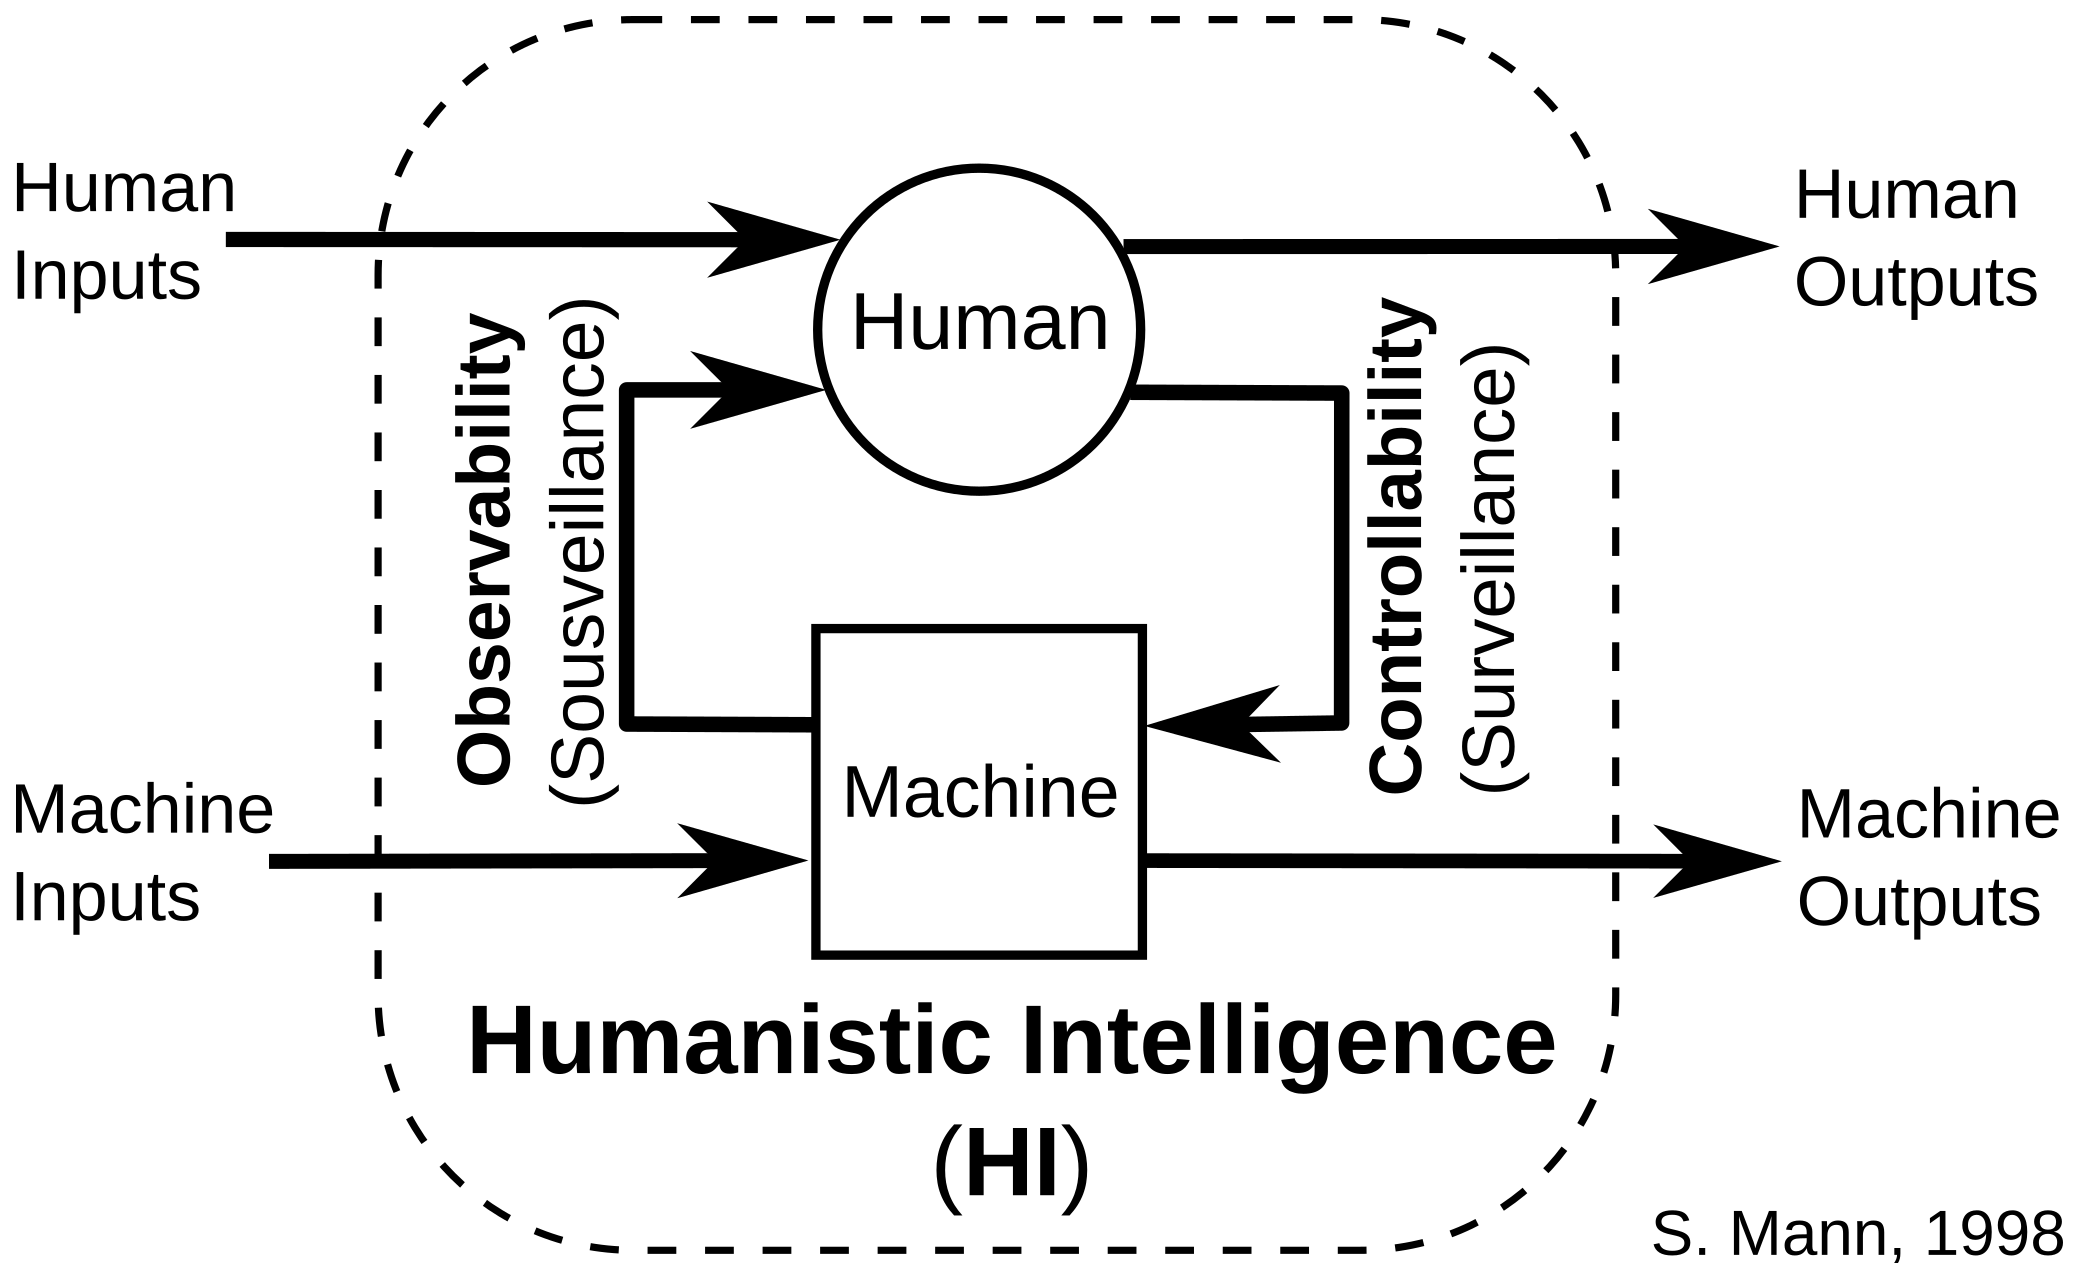 Human
Inputs
Human
Outputs
Human
Observability
(Sousveillance)
Controllability
(Surveillance)
Machine
Inputs
Machine
Machine
Outputs
Humanistic Intelligence
(HI)
S. Mann, 1998